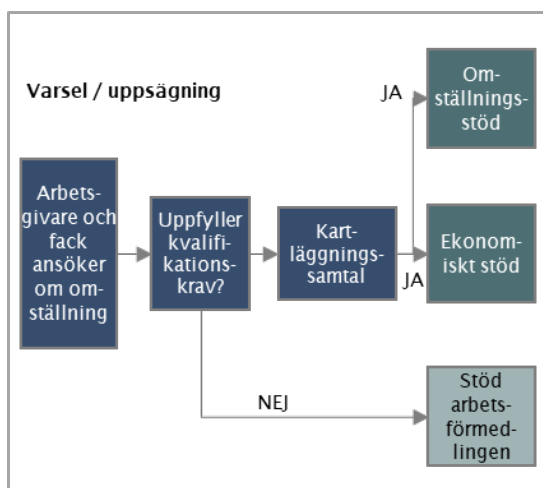 Varsel / uppsägning
Arbets-
givare och
fack
ansöker
om om-
ställning
Uppfyller
kvalifi-
kations-
krav?
Kart-
läggnings-
samtal
JA
Om-
ställnings-
stöd
JA
Ekonom-
iskt stöd
NEJ
Stöd
arbets-
förmed-
lingen